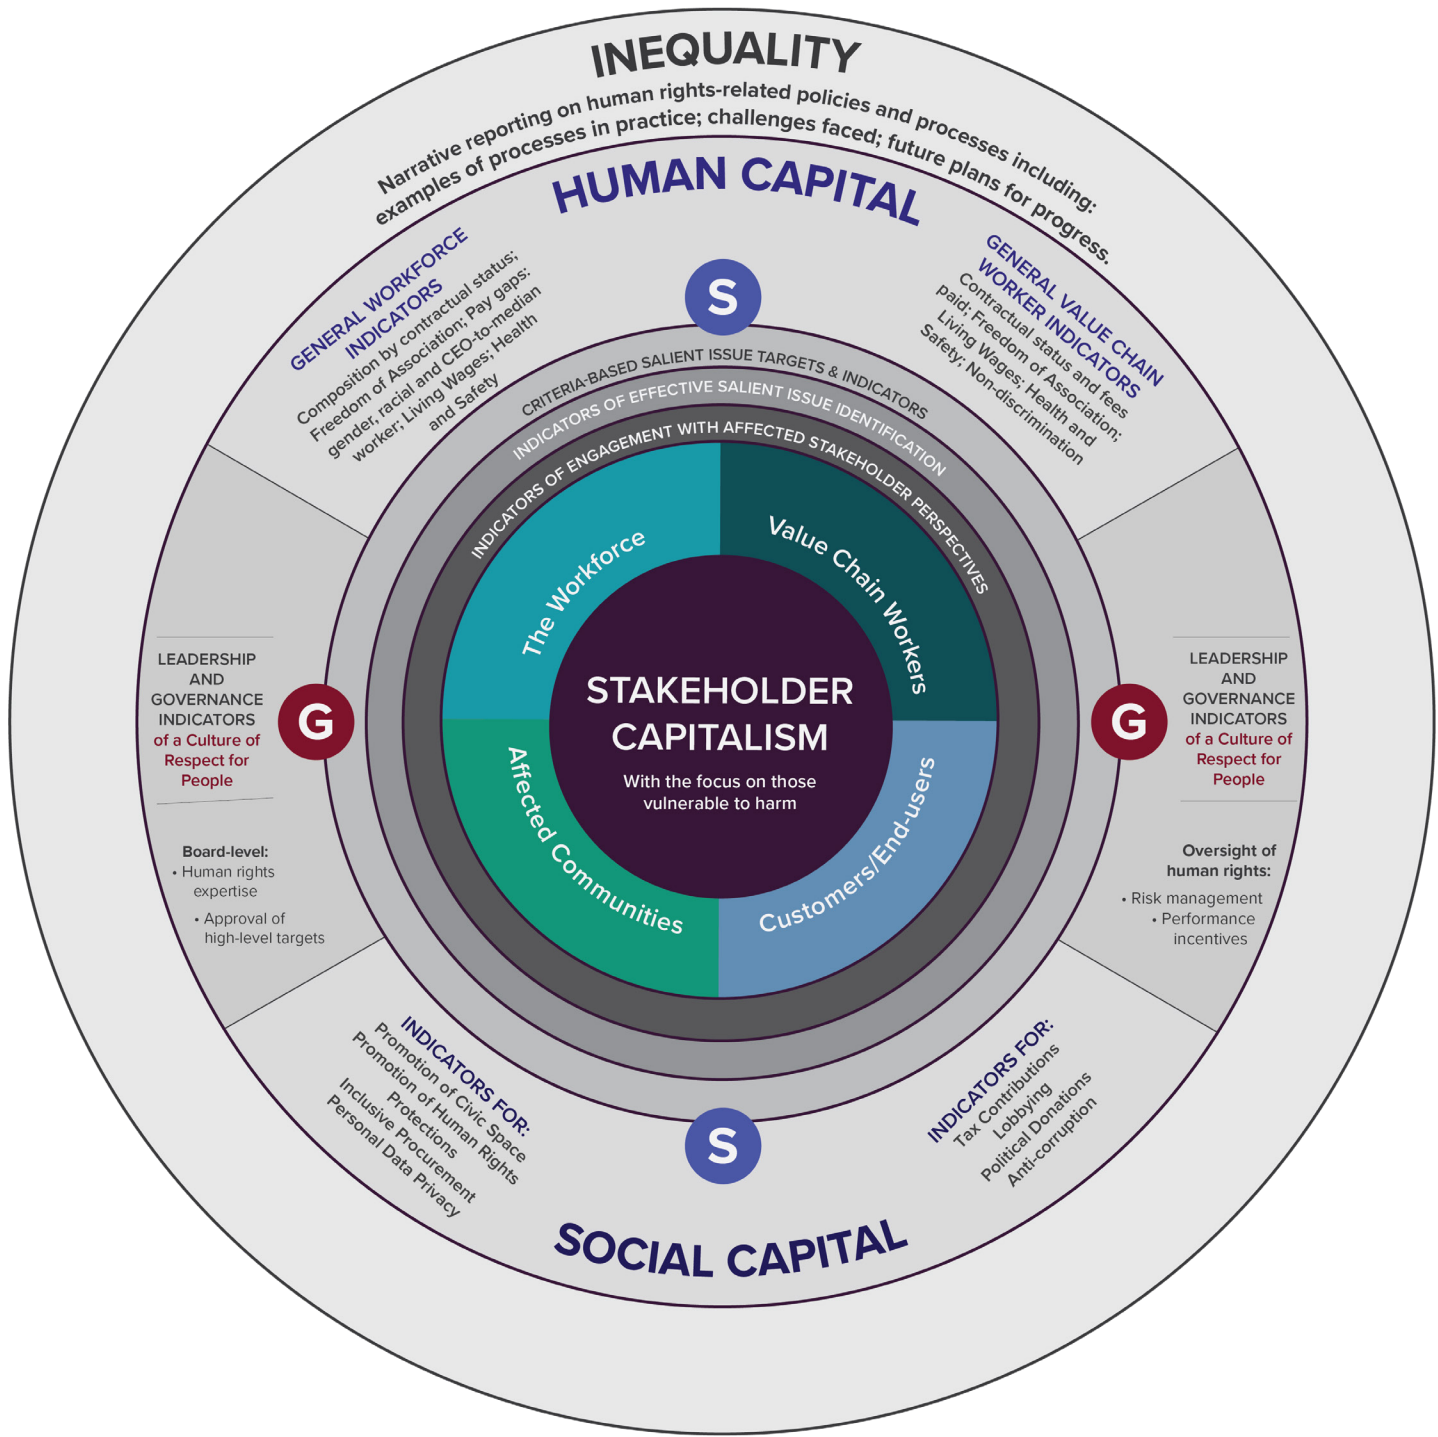 INEQUALITY
Narrative reporting on human rights-related policies and processes including:
examples of processes in practice; challenges faced; future plans for progress.
HUMAN CAPITAL
GENERAL WORKFORCE
INDICATORS
Composition by contractual status;
Freedom of Association; Pay gaps:
gender, racial and CEO-to-median
worker; Living Wages; Health
and Safety
GENERAL VALUE CHAIN
WORKER INDICATORS
Contractual status and fees
paid; Freedom of Association;
Living Wages; Health and
Safety; Non-discrimination
S
CRITERIA-BASED SALIENT ISSUE TARGETS & INDICATORS
INDICATORS OF EFFECTIVE SALIENT ISSUE IDENTIFICATION
INDICATORS OF ENGAGEMENT WITH AFFECTED STAKEHOLDER PERSPECTIVES
The Workforce
Value Chain Workers
STAKEHOLDER
CAPITALISM
With the focus on those
vulnerable to harm
Affected Communities
Customers/End-users
LEADERSHIP
AND
GOVERNANCE
INDICATORS
of a Culture of
Respect for
People
G
Board-level:
• Human rights
expertise
• Approval of
high-level targets
G
LEADERSHIP
AND
GOVERNANCE
INDICATORS
of a Culture of
Respect for
People
Oversight of
human rights:
• Risk management
• Performance
incentives
INDICATORS FOR:
Promotion of Civic Space
Promotion of Human Rights
Protections
Inclusive Procurement
Personal Data Privacy
S
INDICATORS FOR:
Tax Contributions
Lobbying
Political Donations
Anti-corruption
SOCIAL CAPITAL